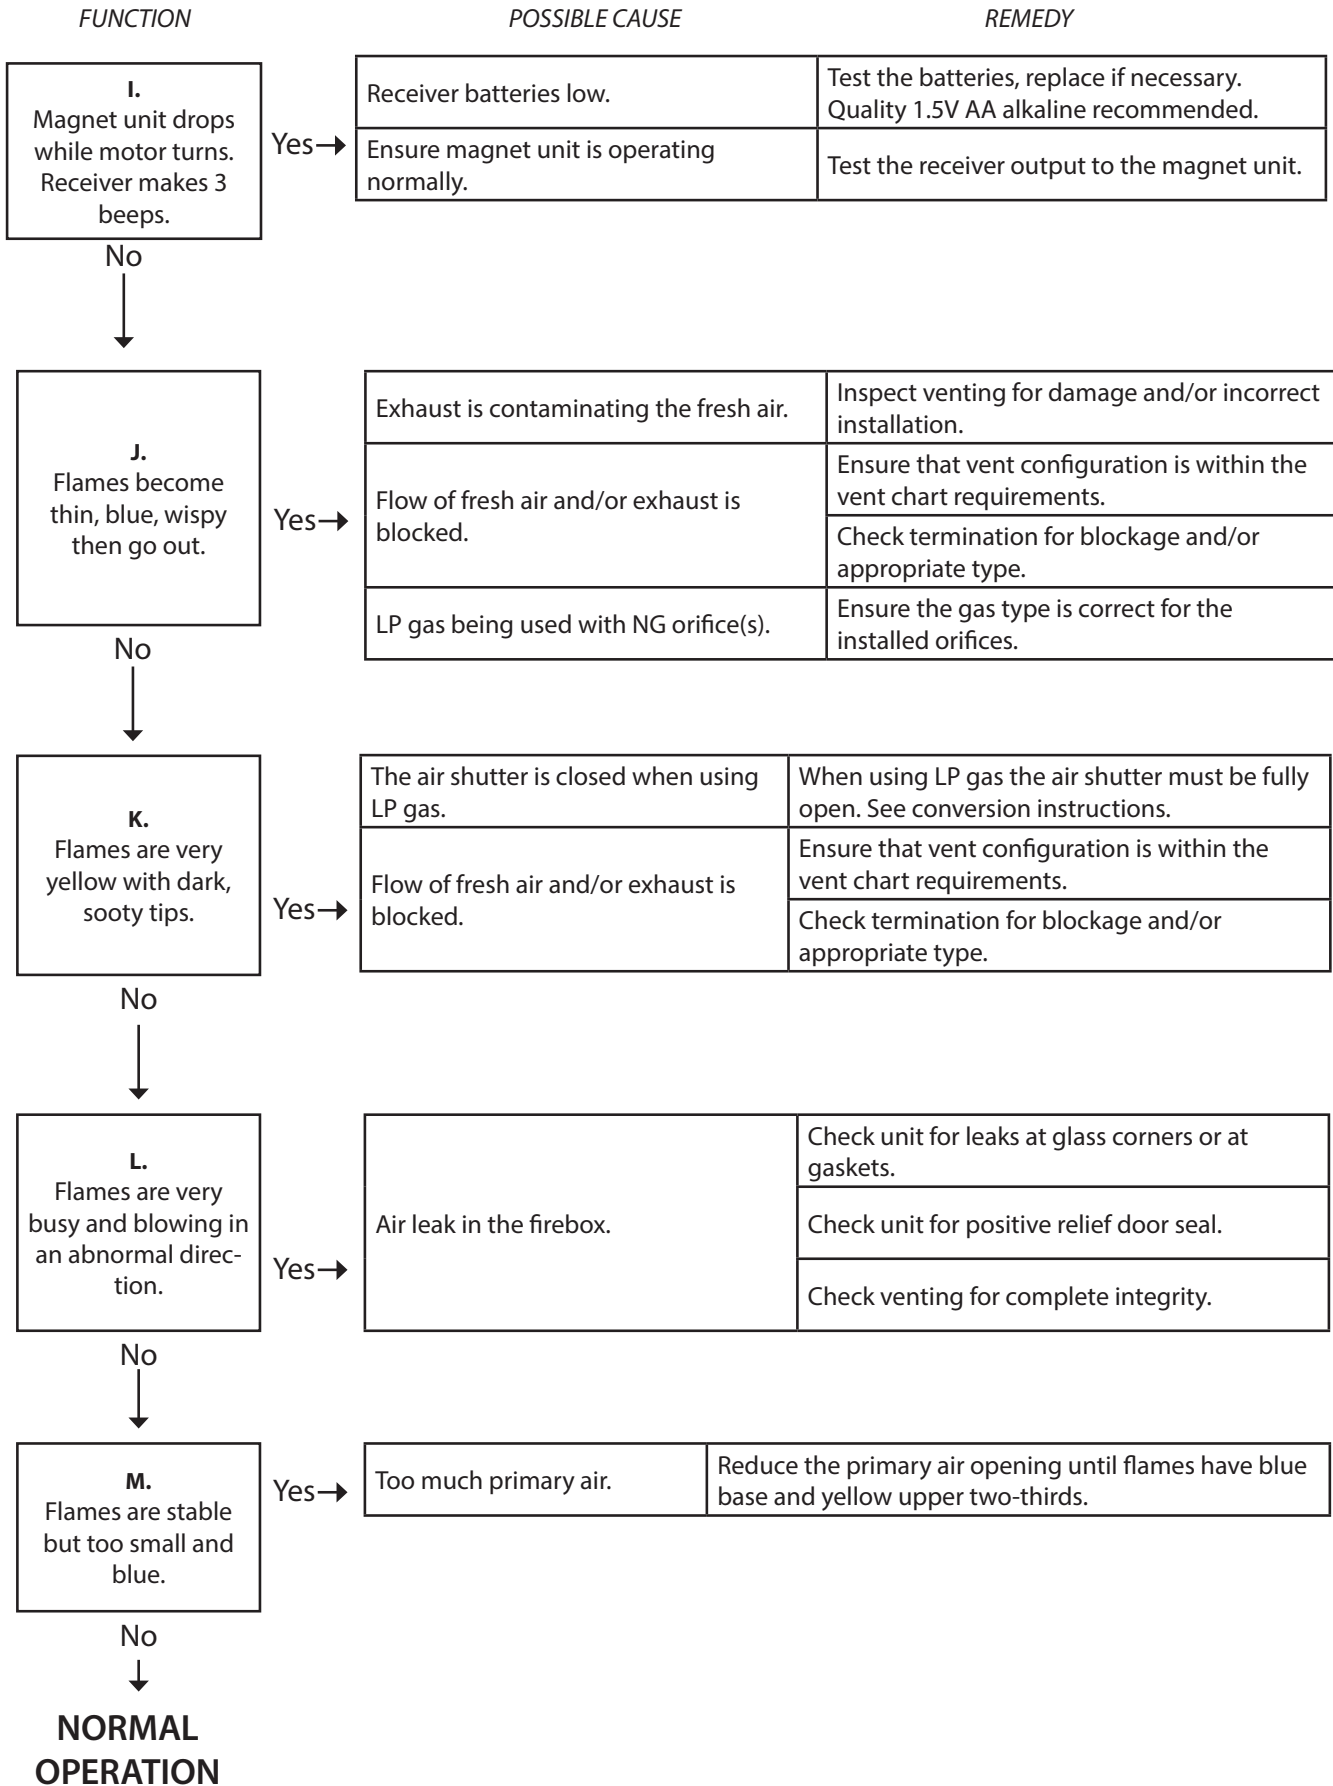 FUNCTION
POSSIBLE CAUSE
REMEDY
I.
Magnet unit drops
while motor turns.
Receiver makes 3
beeps.
Yes
Receiver batteries low.
Test the batteries, replace if necessary.
Quality 1.5V AA alkaline recommended.
Ensure magnet unit is operating
normally.
Test the receiver output to the magnet unit.
No
J.
Flames become
thin, blue, wispy
then go out.
Yes
Exhaust is contaminating the fresh air.
Inspect venting for damage and/or incorrect
installation.
Flow of fresh air and/or exhaust is
blocked.
Ensure that vent configuration is within the
vent chart requirements.
Check termination for blockage and/or
appropriate type.
LP gas being used with NG orifice(s).
Ensure the gas type is correct for the
installed orifices.
No
K.
Flames are very
yellow with dark,
sooty tips.
Yes
The air shutter is closed when using
LP gas.
When using LP gas the air shutter must be fully
open. See conversion instructions.
Flow of fresh air and/or exhaust is
blocked.
Ensure that vent configuration is within the
vent chart requirements.
Check termination for blockage and/or
appropriate type.
No
L.
Flames are very
busy and blowing in
an abnormal direc-
tion.
Yes
Air leak in the firebox.
Check unit for leaks at glass corners or at
gaskets.
Check unit for positive relief door seal.
Check venting for complete integrity.
No
M.
Flames are stable
but too small and
blue.
Yes
Too much primary air.
Reduce the primary air opening until flames have blue
base and yellow upper two-thirds.
No
NORMAL
OPERATION